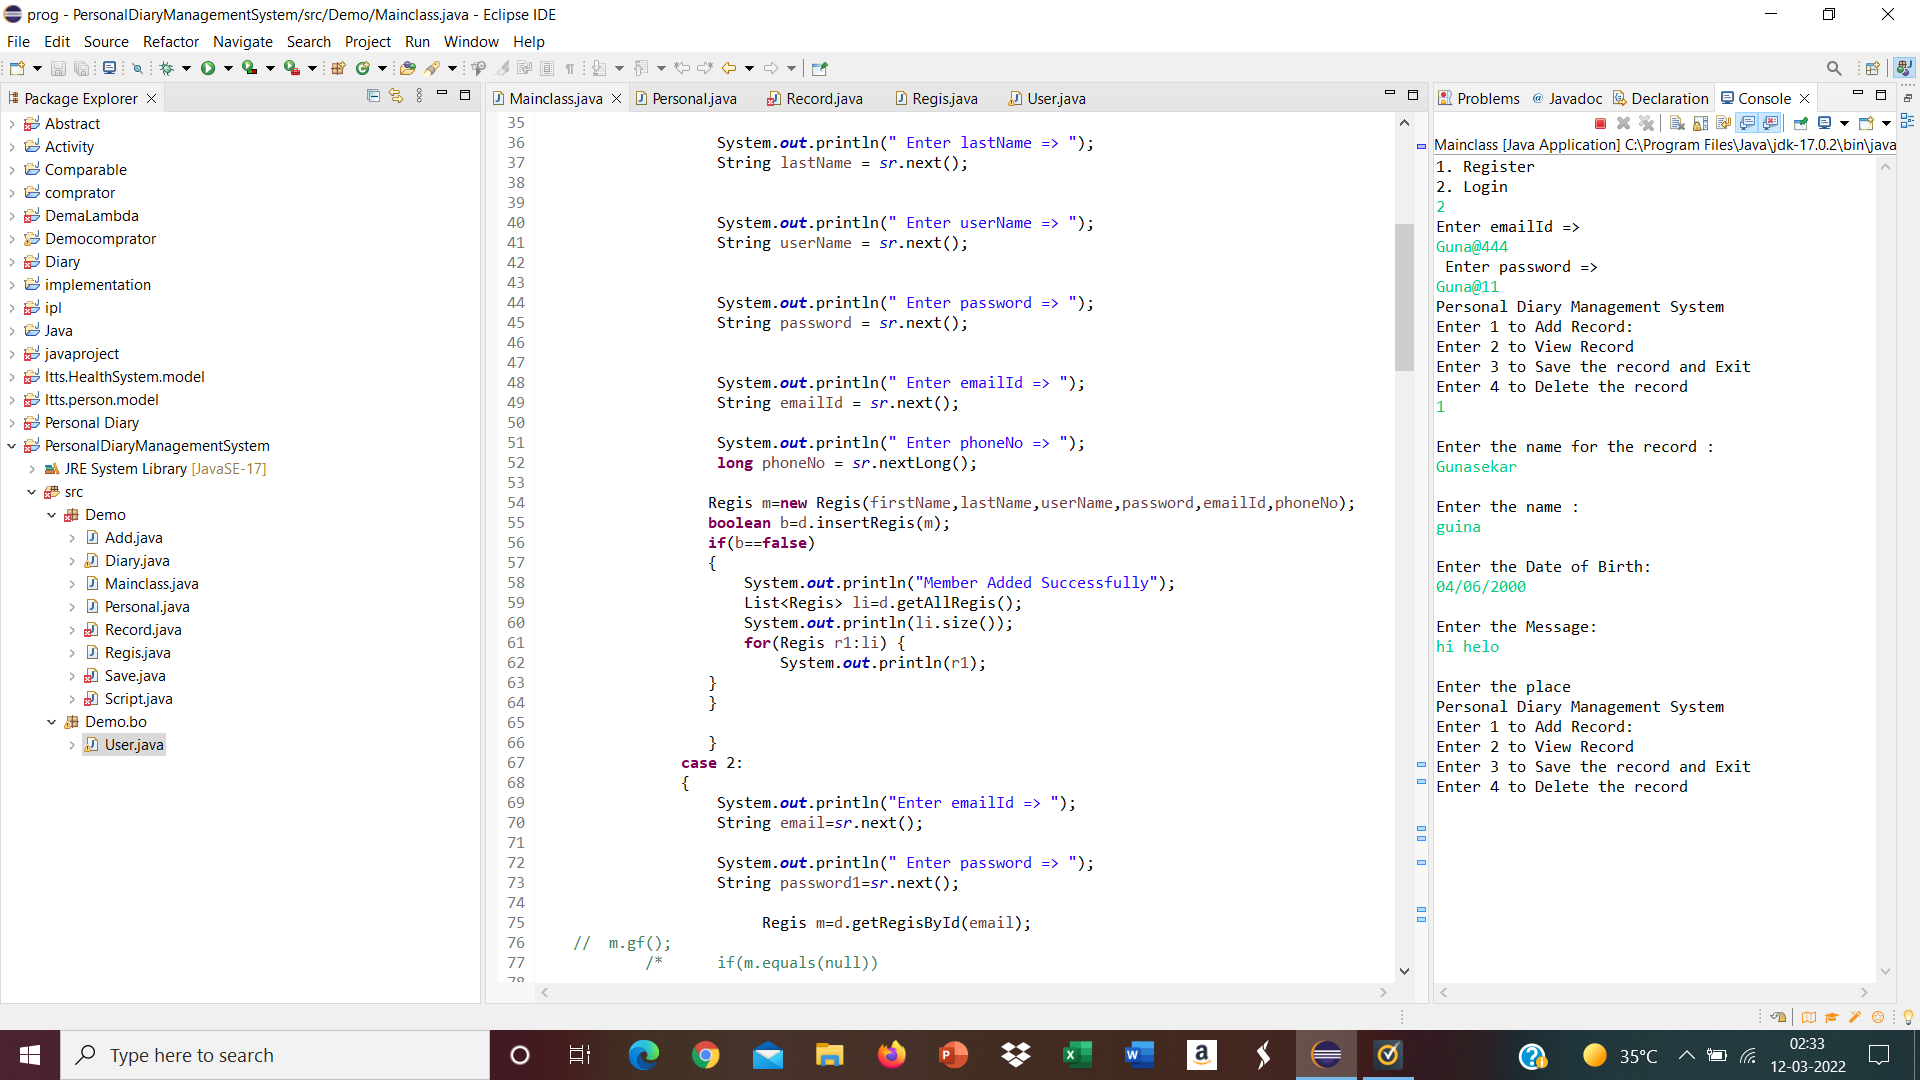 prog - PersonalDiaryManagementSystem/src/Demo/Mainclass.java - Eclipse IDE
File Edit Source Refactor Navigate Search Project Run Window Help
Package Explorer
Abstract
Activity
Comparable
comprator
DemaLambda
Democomprator
Diary
implementation
ipl
Java
javaproject
ltts.HealthSystem.model
ltts.person.model
Personal Diary
PersonalDiaryManagementSystem
JRE System Library [JavaSE-17]
src
Demo
Add.java
Diary.java
Mainclass.java
Personal.java
Record.java
Regis.java
Save.java
Script.java
Demo.bo
User.java
Mainclass.java Personal.java Record.java Regis.java User.java
35
36 System.out.println(" Enter lastName => ");
37 String lastName = sr.next();
38
39
40 System.out.println(" Enter userName => ");
41 String userName = sr.next();
42
43
44 System.out.println(" Enter password => ");
45 String password = sr.next();
46
47
48 System.out.println(" Enter emailId => ");
49 String emailId = sr.next();
50
51 System.out.println(" Enter phoneNo => ");
52 long phoneNo = sr.nextLong();
53
54 Regis m=new Regis(firstName,lastName,userName,password,emailId,phoneNo);
55 boolean b=d.insertRegis(m);
56 if(b==false)
57 {
58 System.out.println("Member Added Successfully");
59 List<Regis> li=d.getAllRegis();
60 System.out.println(li.size());
61 for(Regis r1:li) {
62 System.out.println(r1);
63 }
64 }
65
66 }
67 case 2:
68 {
69 System.out.println("Enter emailId => ");
70 String email=sr.next();
71
72 System.out.println(" Enter password => ");
73 String password1=sr.next();
74
75 Regis m=d.getRegisById(email);
76 // m.gf();
77 /* if(m.equals(null))
78
Problems @ Javadoc Declaration Console
Mainclass [Java Application] C:\Program Files\Java\jdk-17.0.2\bin\java
1. Register
2. Login
2
Enter emailId =>
Guna@444
Enter password =>
Guna@11
Personal Diary Management System
Enter 1 to Add Record:
Enter 2 to View Record
Enter 3 to Save the record and Exit
Enter 4 to Delete the record
1
Enter the name for the record :
Gunasekar
Enter the name :
guina
Enter the Date of Birth:
04/06/2000
Enter the Message:
hi helo
Enter the place
Personal Diary Management System
Enter 1 to Add Record:
Enter 2 to View Record
Enter 3 to Save the record and Exit
Enter 4 to Delete the record
Type here to search
35°C
02:33
12-03-2022